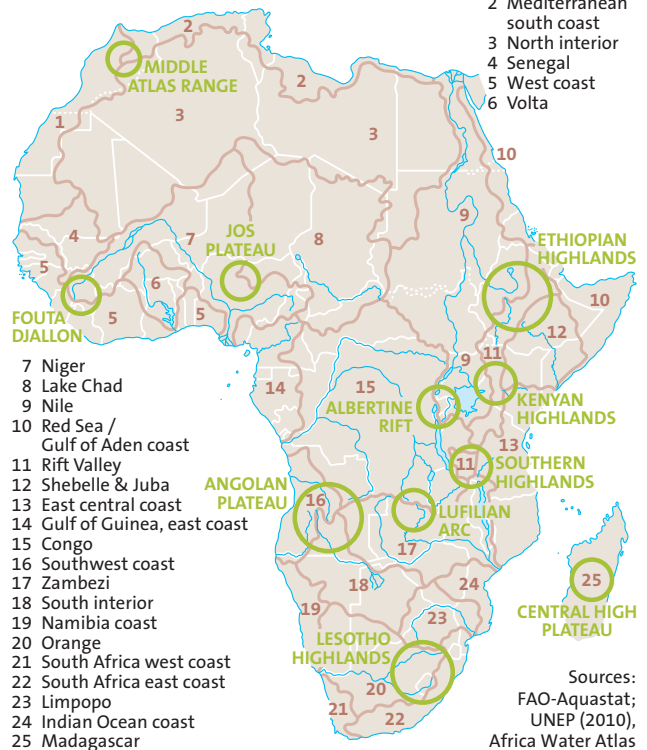 2 Mediterranean
south coast
3 North interior
4 Senegal
5 West coast
6 Volta
2
MIDDLE
ATLAS RANGE
2
1
3
3
10
4
7
JOS
PLATEAU
8
9
ETHIOPIAN
HIGHLANDS
5
6
10
FOUTA
DJALLON
5
5
12
9
11
7 Niger
8 Lake Chad
9 Nile
10 Red Sea /
Gulf of Aden coast
11 Rift Valley
12 Shebelle & Juba
13 East central coast
14 Gulf of Guinea, east coast
15 Congo
16 Southwest coast
17 Zambezi
18 South interior
19 Namibia coast
20 Orange
21 South Africa west coast
22 South Africa east coast
23 Limpopo
24 Indian Ocean coast
25 Madagascar
14
15
ALBERTINE
RIFT
KENYAN
HIGHLANDS
13
11
SOUTHERN
HIGHLANDS
ANGOLAN
PLATEAU
16
LUFILIAN
ARC
17
18
24
25
19
23
CENTRAL HIGH
PLATEAU
LESOTHO
HIGHLANDS
20
21
22
Sources:
FAO-Aquastat;
UNEP (2010),
Africa Water Atlas